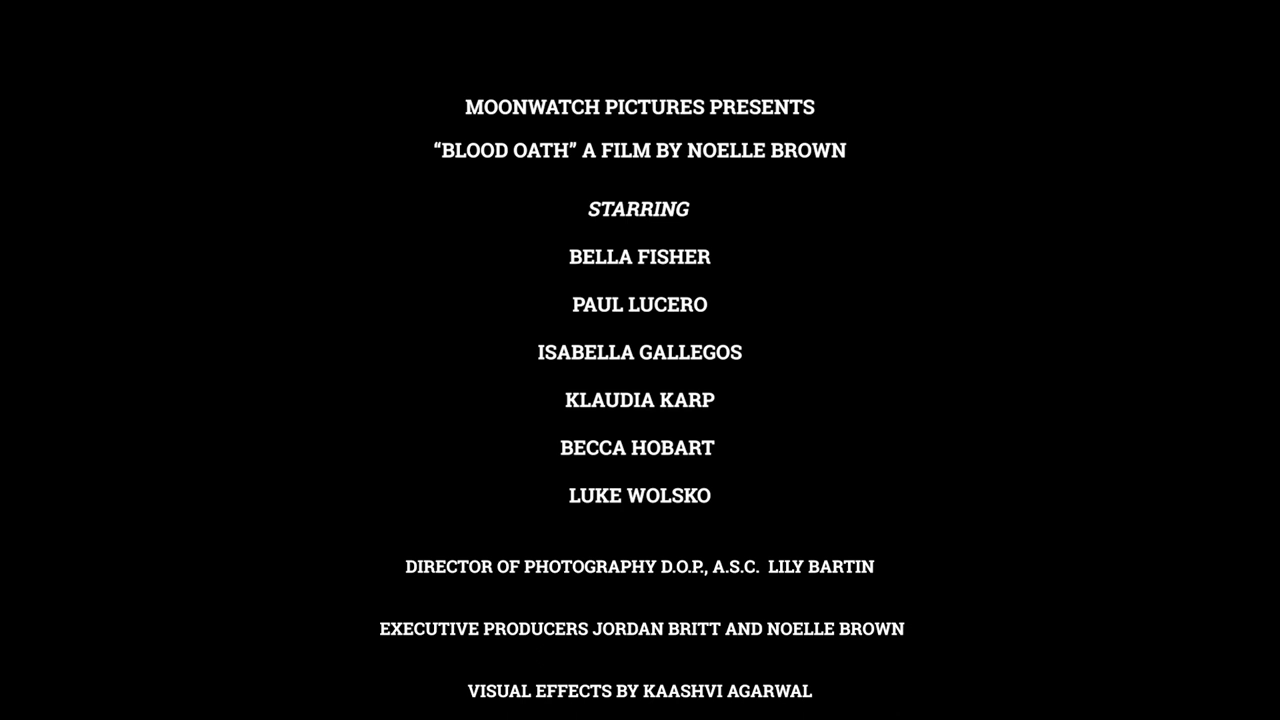 MOONWATCH PICTURES PRESENTS
“BLOOD OATH” A FILM BY NOELLE BROWN
STARRING
BELLA FISHER
PAUL LUCERO
ISABELLA GALLEGOS
KLAUDIA KARP
BECCA HOBART
LUKE WOLSKO
DIRECTOR OF PHOTOGRAPHY D.O.P., A.S.C.  LILY BARTIN
EXECUTIVE PRODUCERS JORDAN BRITT AND NOELLE BROWN
VISUAL EFFECTS BY KAASHVI AGARWAL